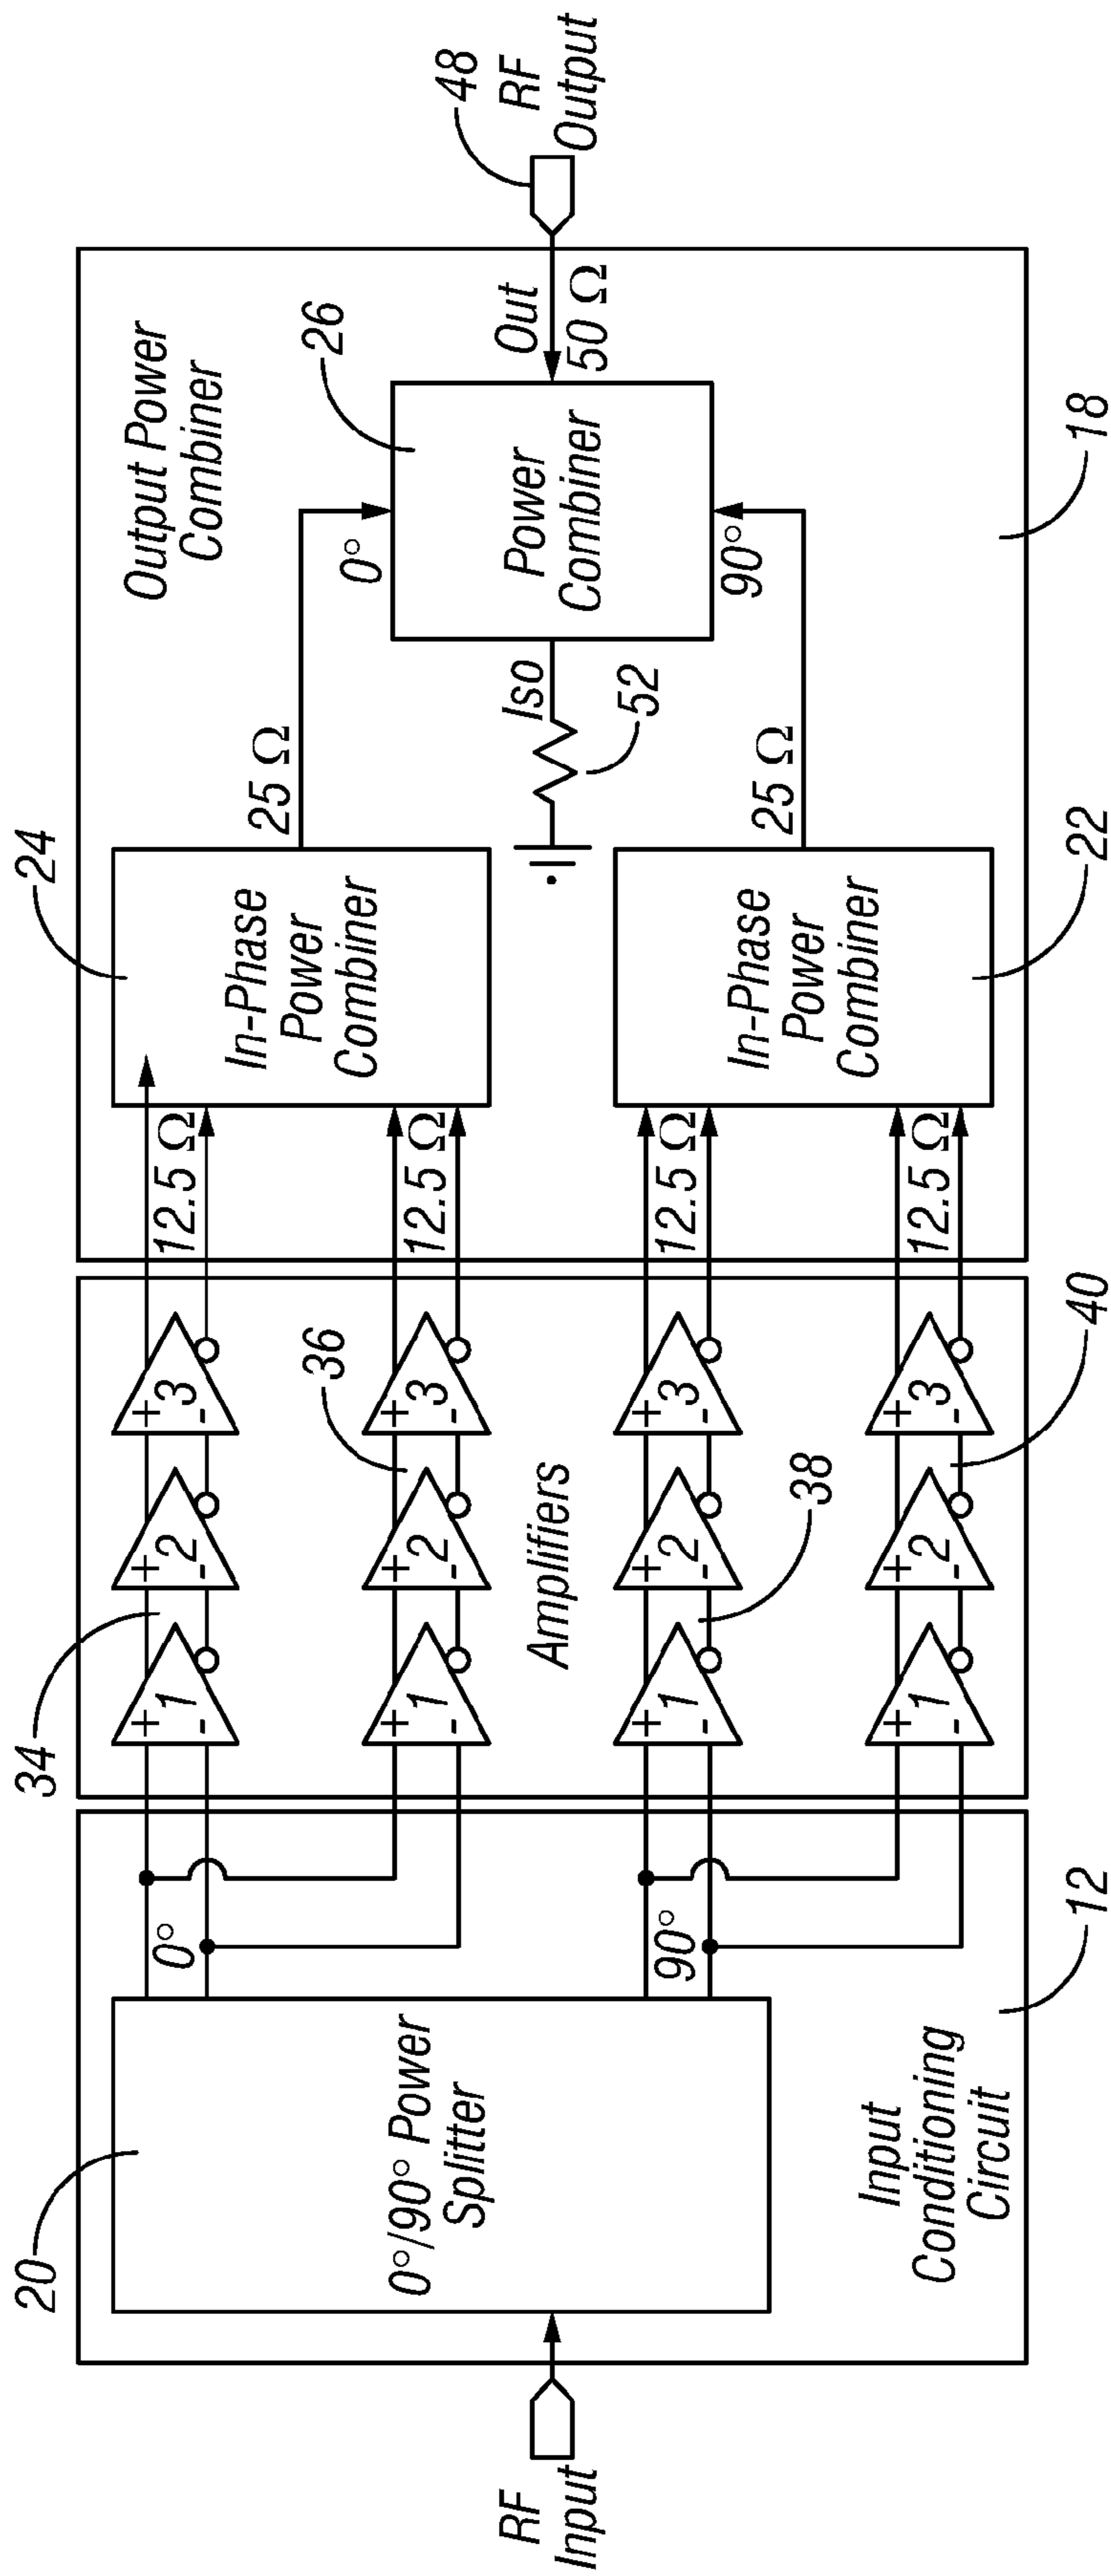 RF
Input
20
0°/90° Power
Splitter
Input
Conditioning
Circuit
12
0°
90°
34
+
-
1
+
-
2
+
-
3
36
+
-
1
+
-
2
+
-
3
Amplifiers
38
+
-
1
+
-
2
+
-
3
40
+
-
1
+
-
2
+
-
3
12.5 Ω
12.5 Ω
12.5 Ω
12.5 Ω
24
In-Phase
Power
Combiner
22
In-Phase
Power
Combiner
25 Ω
25 Ω
Iso
52
0°
90°
Output Power
Combiner
26
Power
Combiner
Out
50 Ω
18
48
RF
Output